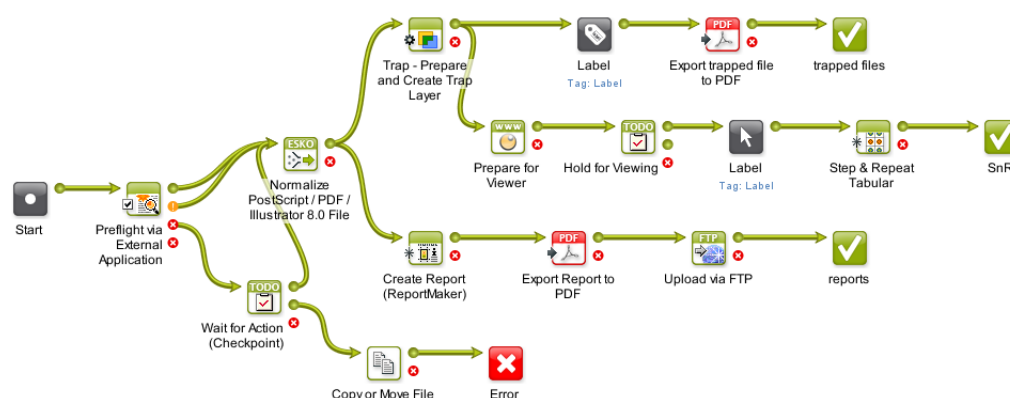 ESKO
PDF
Trap - Prepare
and Create Trap
Layer
Label
Tag: Label
Export trapped file
to PDF
trapped files
WWW
TODO
Prepare for
Viewer
Hold for Viewing
Label
Tag: Label
Step & Repeat
Tabular
SnR
Normalize
PostScript / PDF /
Illustrator 8.0 File
Start
Preflight via
External
Application
PDF
FTP
Create Report
(ReportMaker)
Export Report to
PDF
Upload via FTP
reports
TODO
Wait for Action
(Checkpoint)
Copy or Move File
Error